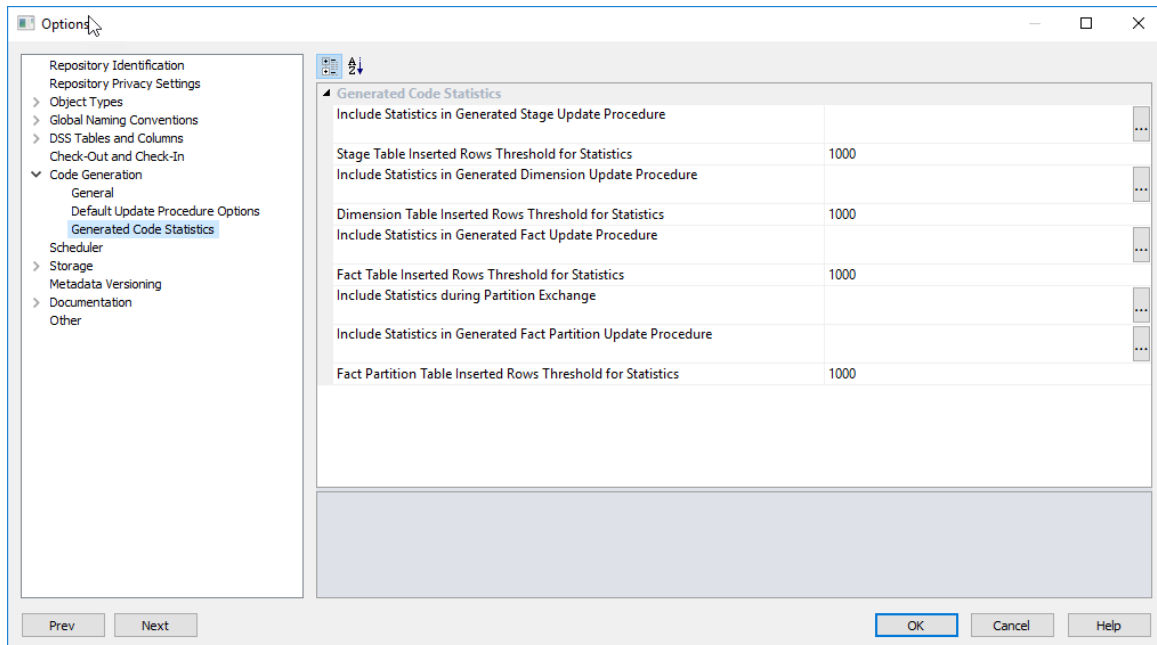 Options
Repository Identification
Repository Privacy Settings
Object Types
Global Naming Conventions
DSS Tables and Columns
Check-Out and Check-In
Code Generation
General
Default Update Procedure Options
Generated Code Statistics
Scheduler
Storage
Metadata Versioning
Documentation
Other
Generated Code Statistics
Include Statistics in Generated Stage Update Procedure
...
Stage Table Inserted Rows Threshold for Statistics 1000
Include Statistics in Generated Dimension Update Procedure
...
Dimension Table Inserted Rows Threshold for Statistics 1000
Include Statistics in Generated Fact Update Procedure
...
Fact Table Inserted Rows Threshold for Statistics 1000
Include Statistics during Partition Exchange
...
Include Statistics in Generated Fact Partition Update Procedure
...
Fact Partition Table Inserted Rows Threshold for Statistics 1000
Prev Next OK Cancel Help